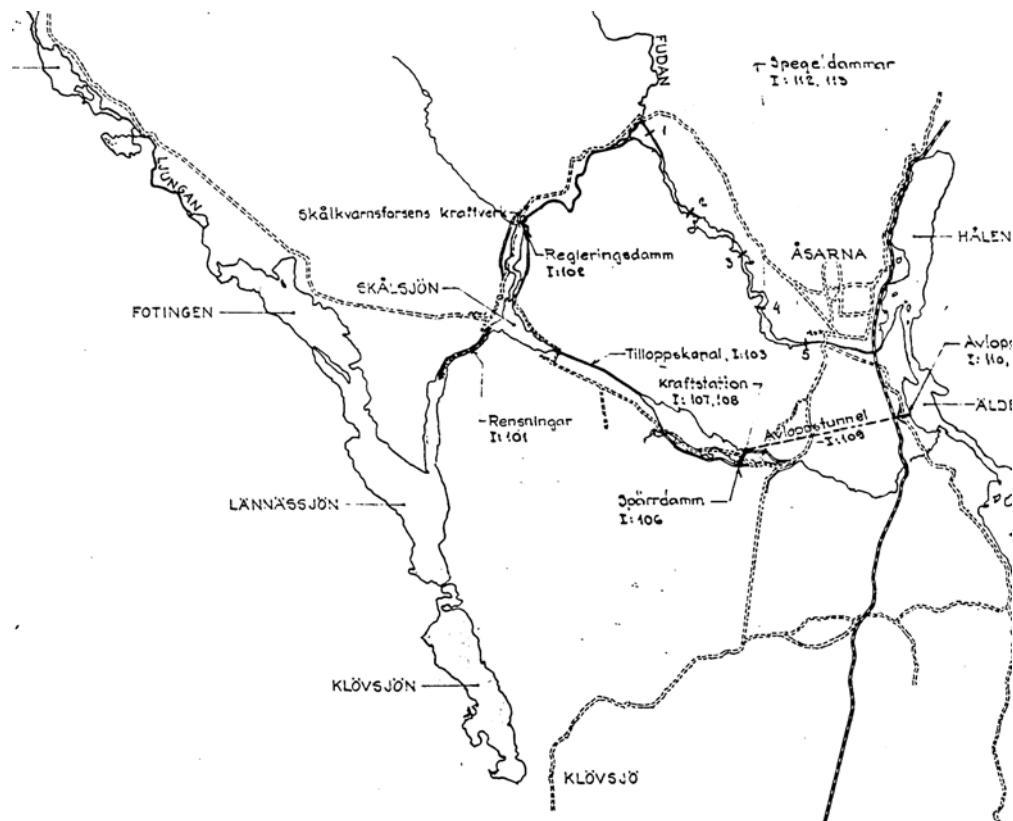 FUDAN
Spegeldammar
I: 112, 113
1
LJUNGAN
2
Skålkvarnsforsens kraftverk
HÅLEN
Regleringsdamm
I:102
3
ÅSARNA
SKÅLSJÖN
4
FOTINGEN
5
Tilloppskanal, I:103
I: 110,
Kraftstation
I: 107, 108
Rensningar
I: 101
Avloppstunnel
I:109
LÄNNÄSSJÖN
Spärrdamm
I: 106
KLÖVSJÖN
KLÖVSJÖ